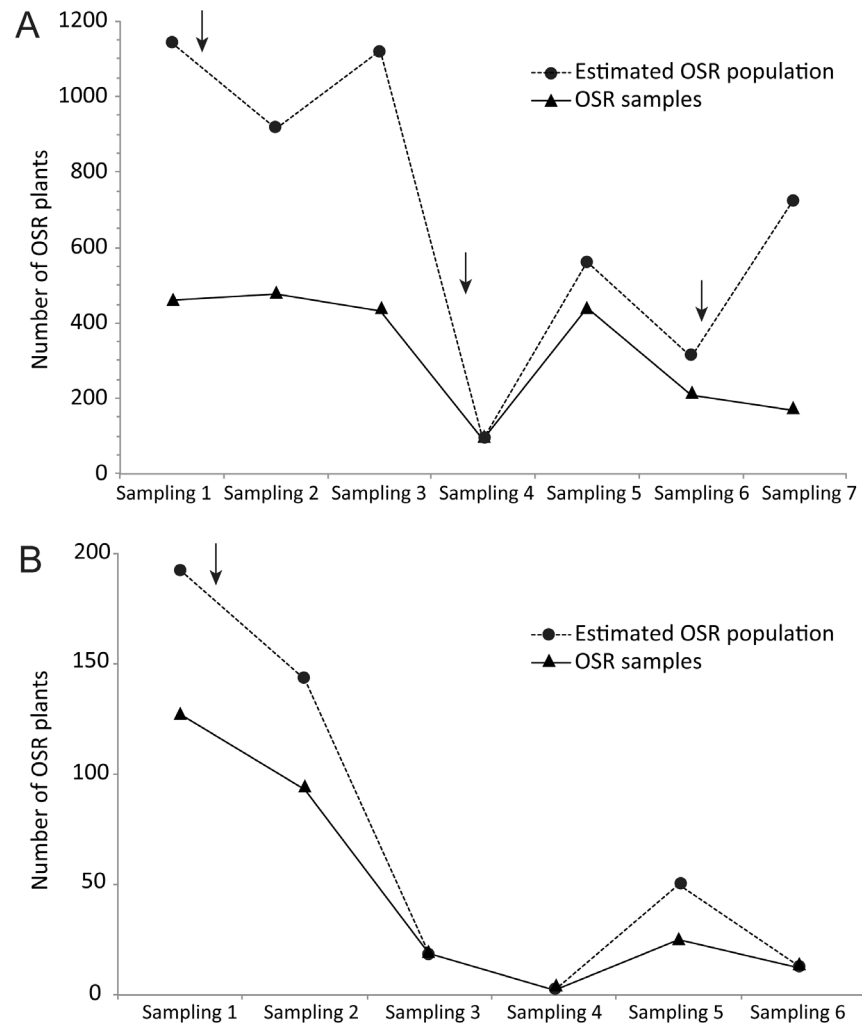 A
1200
1000
800
600
400
200
0
Number of OSR plants
Estimated OSR population
OSR samples
Sampling 1 Sampling 2 Sampling 3 Sampling 4 Sampling 5 Sampling 6 Sampling 7
B
200
150
100
50
0
Number of OSR plants
Estimated OSR population
OSR samples
Sampling 1 Sampling 2 Sampling 3 Sampling 4 Sampling 5 Sampling 6